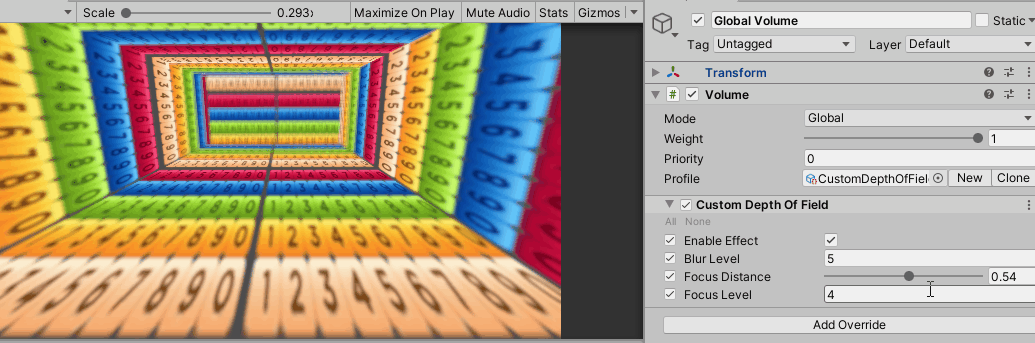 Scale 0.293x Maximize On Play Mute Audio Stats Gizmos
Global Volume Static
Tag Untagged Layer Default
Transform
# Volume
Mode Global
Weight 1
Priority 0
Profile CustomDepthOfFiel New Clone
Custom Depth Of Field
All None
Enable Effect
Blur Level 5
Focus Distance 0.54
Focus Level 4
Add Override